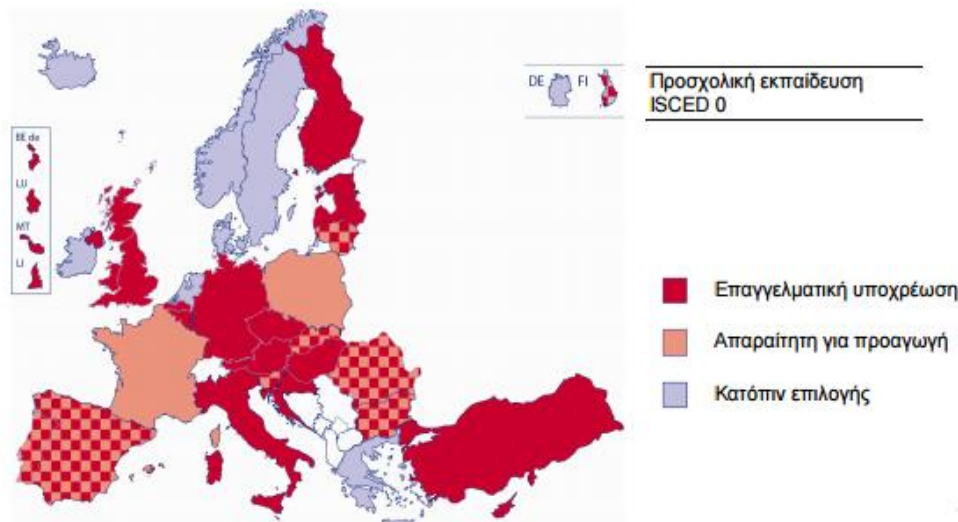 DE FI
Προσχολική εκπαίδευση
ISCED 0
BE de
LU
MT
LI
Επαγγελματική υποχρέωση
Απαραίτητη για προαγωγή
Κατόπιν επιλογής